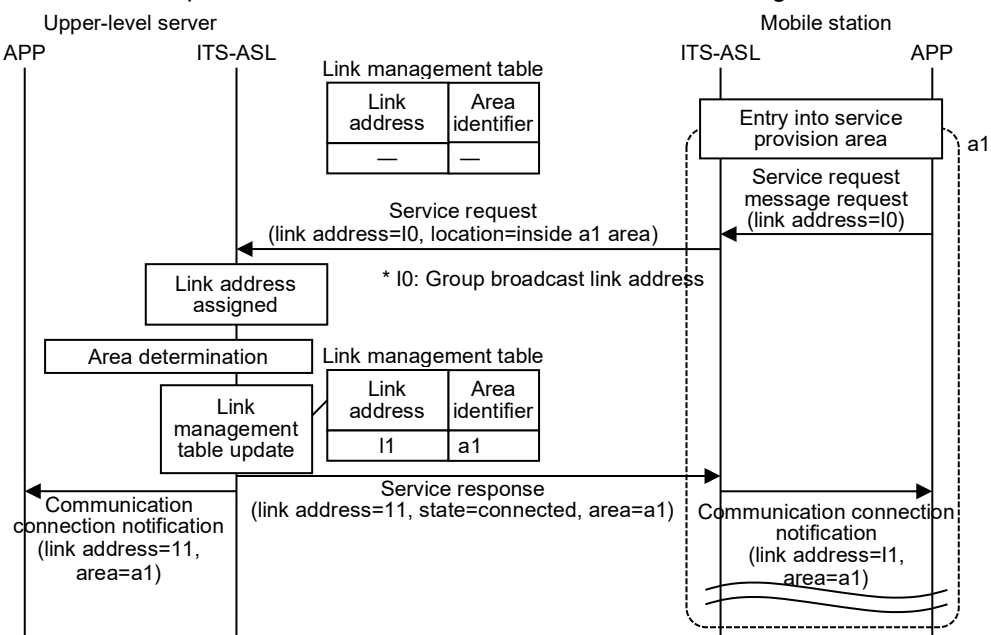 Upper-level server
Mobile station
APP
ITS-ASL
ITS-ASL
APP
Link management table
Link
address
Area
identifier
—
—
Entry into service
provision area
a1
Service request
message request
(link address=I0)
Service request
(link address=I0, location=inside a1 area)
* I0: Group broadcast link address
Link address
assigned
Area determination
Link management table
Link
address
Area
identifier
I1
a1
Link
management
table update
Service response
(link address=11, state=connected, area=a1)
Communication
connection notification
(link address=11,
area=a1)
Communication connection
notification
(link address=I1,
area=a1)